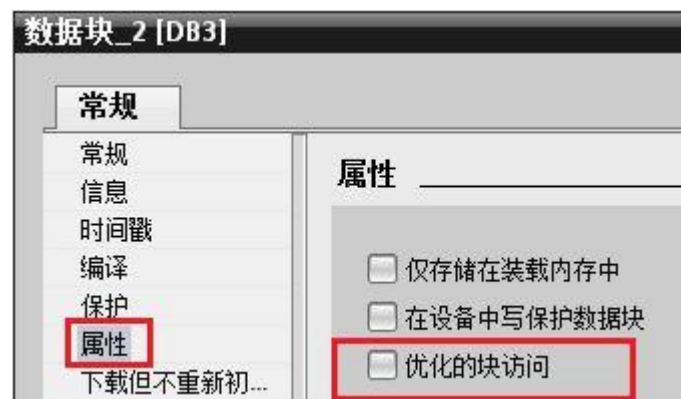 数据块_2 [DB3]
常规
常规
信息
时间戳
编译
保护
属性
下载但不重新初...
属性
仅存储在装载内存中
在设备中写保护数据块
优化的块访问